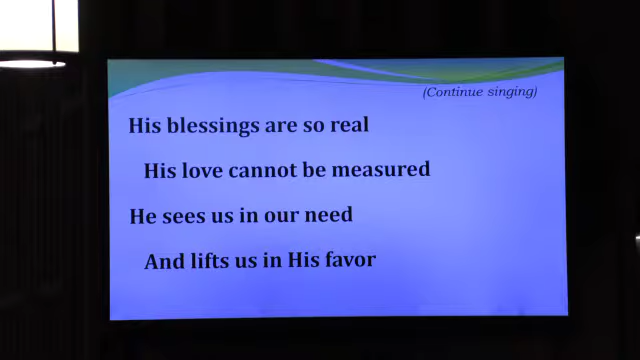 (Continue singing)
His blessings are so real
His love cannot be measured
He sees us in our need
And lifts us in His favor